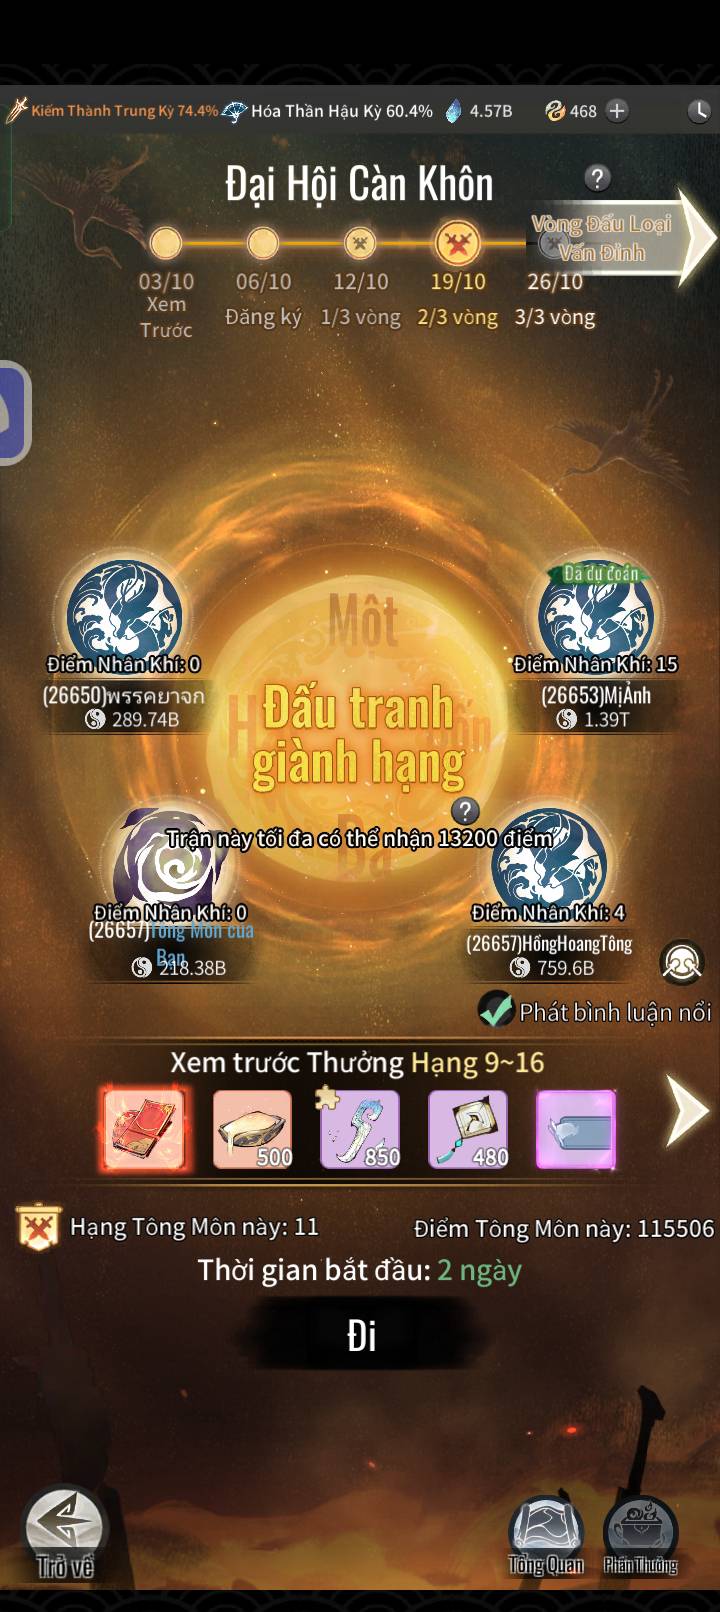 Kiếm Thành Trung Kỳ 74.4% Hóa Thần Hậu Kỳ 60.4% 4.57B 468
Đại Hội Càn Khôn ?
Vòng Đấu Loại
Vấn Đỉnh
03/10 06/10 12/10 19/10 26/10
Xem
Trước
Đăng ký 1/3 vòng 2/3 vòng 3/3 vòng
Đã dự đoán
Một
Điểm Nhân Khí: 0
Điểm Nhân Khí: 15
(26650)พรรคยาจก
(26653)MịẢnh
289.74B
1.39T
Đấu tranh
giành hạng
?
Trận này tối đa có thể nhận 13200 điểm
Ba
Điểm Nhân Khí: 0
Điểm Nhân Khí: 4
(26657)Tông Môn của
Bạn
(26657)HồngHoangTông
218.38B
759.6B
Phát bình luận nổi
Xem trước Thưởng Hạng 9~16
500 850 480
Hạng Tông Môn này: 11
Điểm Tông Môn này: 115506
Thời gian bắt đầu: 2 ngày
Đi
Trở về
Tổng Quan
Phần Thưởng